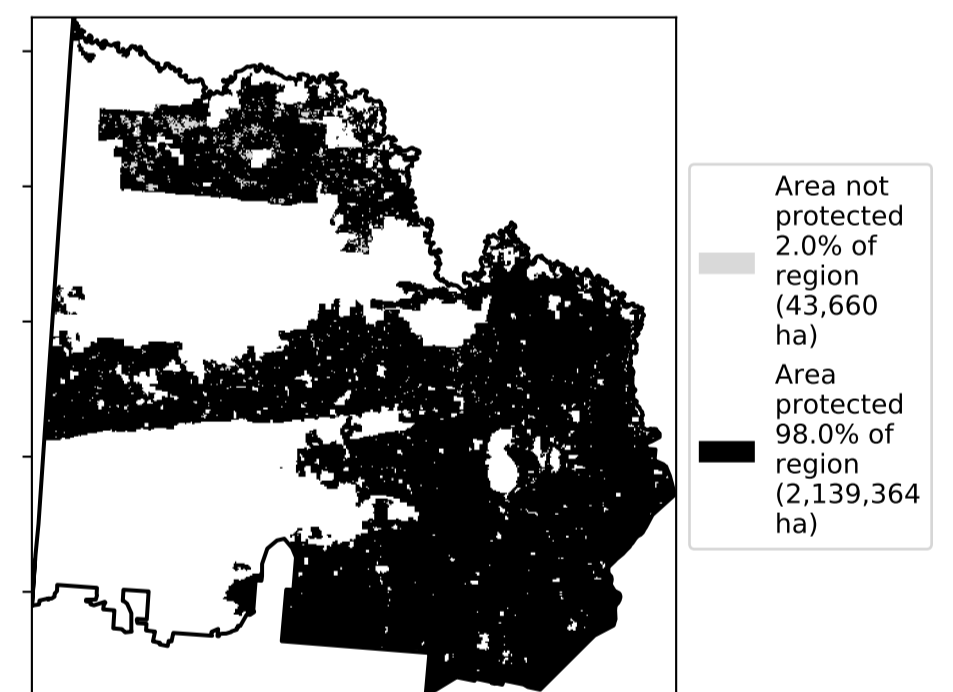 Area not
protected
2.0% of
region
(43,660
ha)
Area
protected
98.0% of
region
(2,139,364
ha)